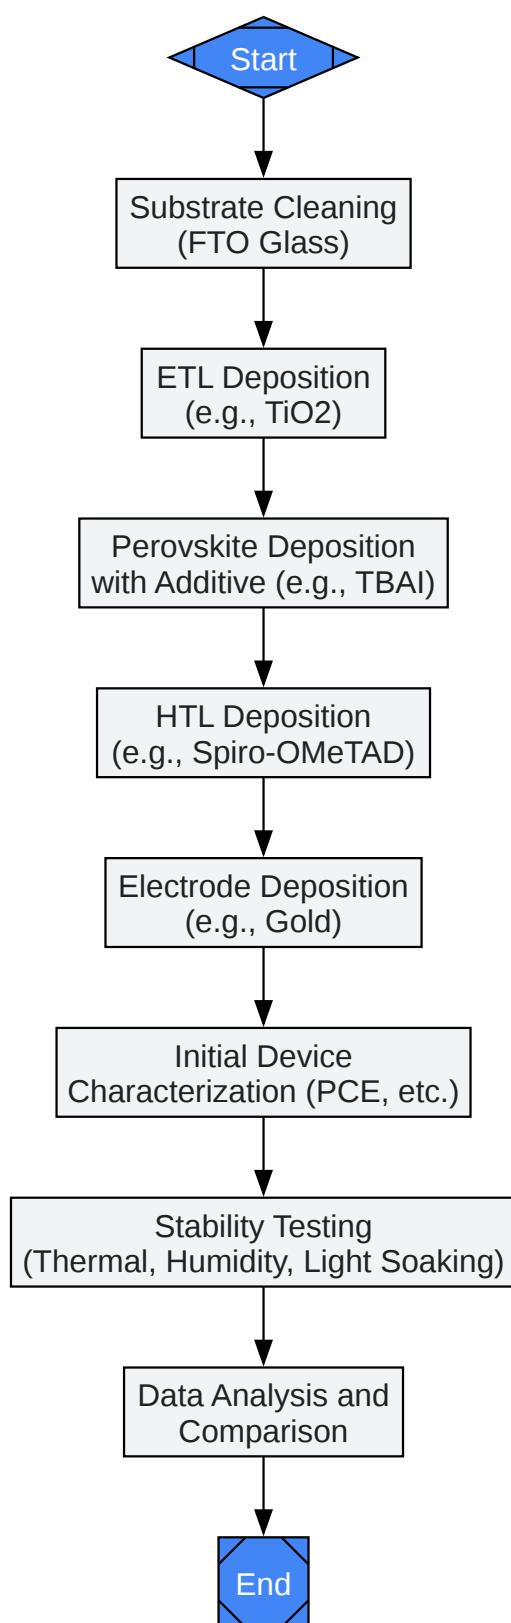 Start
Substrate Cleaning
(FTO Glass)
ETL Deposition
(e.g., TiO2)
Perovskite Deposition
with Additive (e.g., TBAI)
HTL Deposition
(e.g., Spiro-OMeTAD)
Electrode Deposition
(e.g., Gold)
Initial Device
Characterization (PCE, etc.)
Stability Testing
(Thermal, Humidity, Light Soaking)
Data Analysis and
Comparison
End